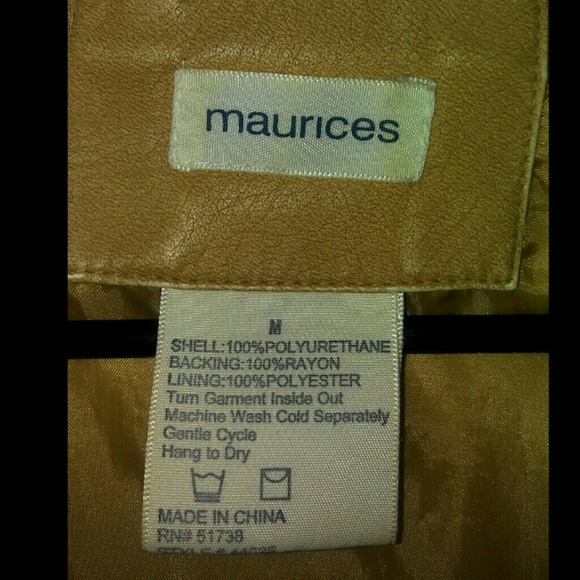 maurices
M
SHELL:100%POLYURETHANE
BACKING:100%RAYON
LINING:100%POLYESTER
Turn Garment Inside Out
Machine Wash Cold Separately
Gentle Cycle
Hang to Dry
MADE IN CHINA
RN# 51738
STYLE #